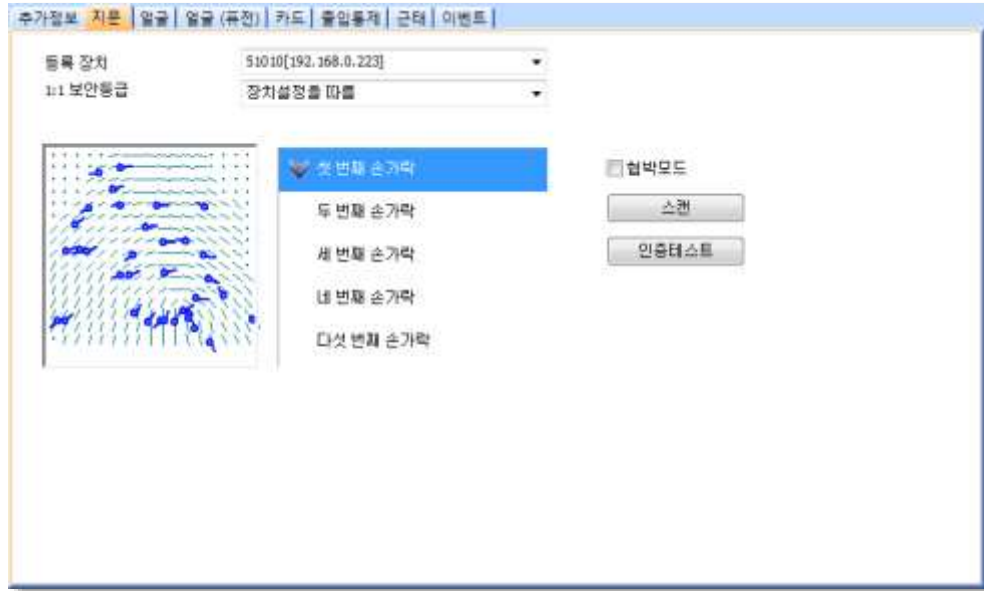 추가정보 지문 얼굴 얼굴 (퓨전) 카드 출입통제 근태 이벤트
등록 장치 51010[192.168.0.223]
1:1 보안등급 장치설정을 따름
첫 번째 손가락
협박모드
두 번째 손가락
스캔
세 번째 손가락
인증테스트
네 번째 손가락
다섯 번째 손가락